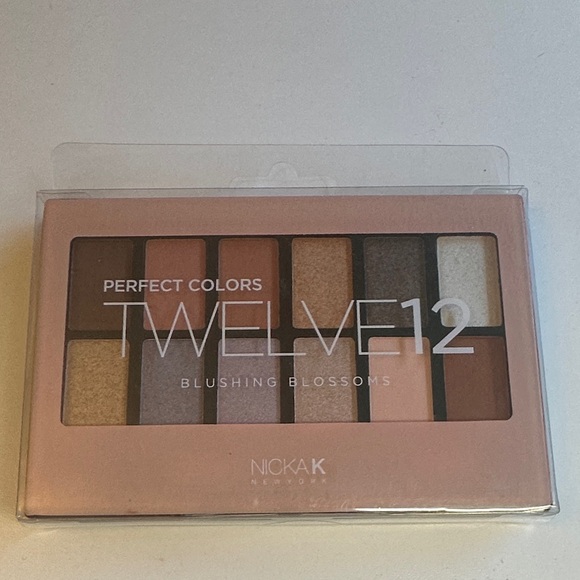 PERFECT COLORS
TWELVE12
BLUSHING BLOSSOMS
NICKA K
NEW YORK